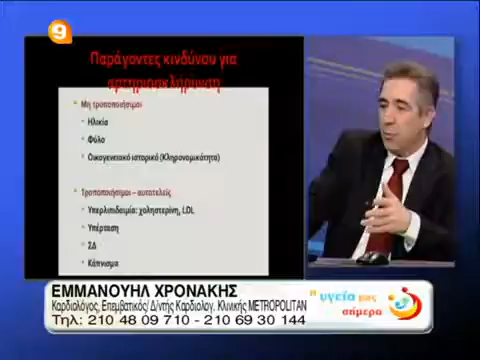 9
Παράγοντες κινδύνου για
αρτηριοσκλήρυνση
Μη τροποποιήσιμοι
Ηλικία
Φύλο
Οικογενειακό ιστορικό (Κληρονομικότητα)
Τροποποιήσιμοι – αυτοτελείς
Υπερλιπιδαιμία: χοληστερίνη, LDL
Υπέρταση
ΣΔ
Κάπνισμα
ΕΜΜΑΝΟΥΗΛ ΧΡΟΝΑΚΗΣ
Καρδιολόγος, Επεμβατικός/ Δ/ντής Καρδιολογ. Κλινικής METROPOLITAN
Τηλ: 210 48 09 710 - 210 69 30 144
η υγεία μας
σήμερα